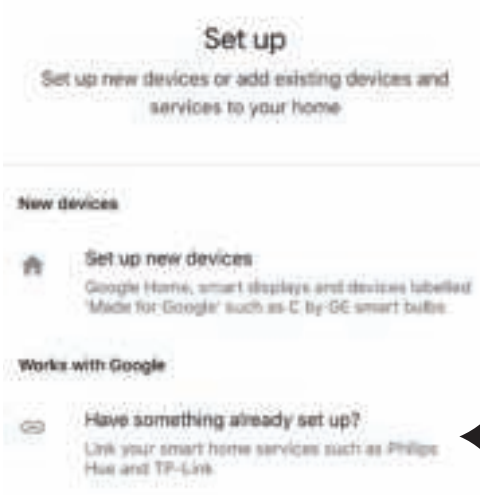 Set up
Set up new devices or add existing devices and
services to your home
New devices
Set up new devices
Google Home, smart displays and devices labelled
'Made for Google' such as C by GE smart bulbs
Works with Google
Have something already set up?
Link your smart home services such as Philips
Hue and TP-Link